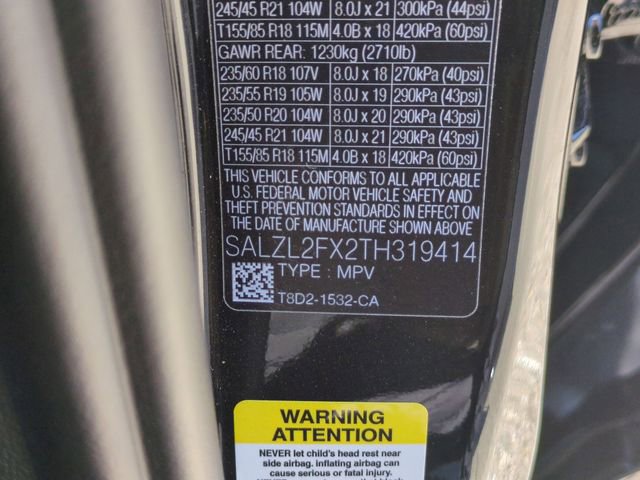 245/45 R21 104W 8.0J x 21 300kPa (44psi)
T155/85 R18 115M 4.0B x 18 420kPa (60psi)
GAWR REAR: 1230kg (2710lb)
235/60 R18 107V 8.0J x 18 270kPa (40psi)
235/55 R19 105W 8.0J x 19 290kPa (43psi)
235/50 R20 104W 8.0J x 20 290kPa (43psi)
245/45 R21 104W 8.0J x 21 290kPa (43psi)
T155/85 R18 115M 4.0B x 18 420kPa (60psi)
THIS VEHICLE CONFORMS TO ALL APPLICABLE
U.S. FEDERAL MOTOR VEHICLE SAFETY AND
THEFT PREVENTION STANDARDS IN EFFECT ON
THE DATE OF MANUFACTURE SHOWN ABOVE
SALZL2FX2TH319414
TYPE : MPV
T8D2-1532-CA
WARNING
ATTENTION
NEVER let child's head rest near
side airbag. inflating airbag can
cause serious or fatal injury.